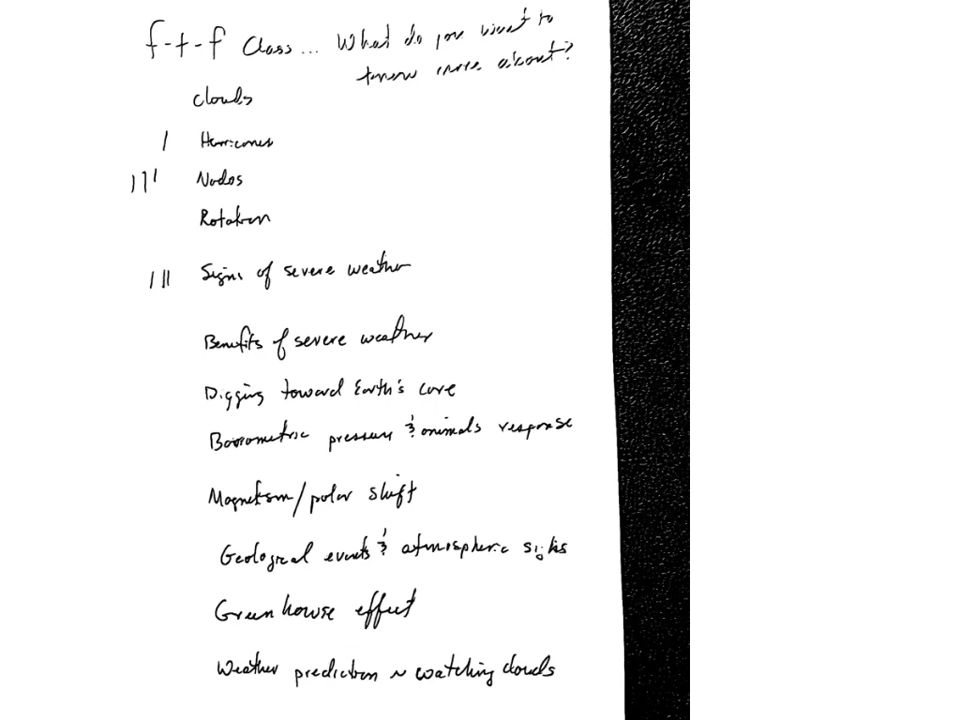 f-t-f Class... What do you want to
know more about?
clouds
| Hurricanes
||| Nados
Rotation
||| Signs of severe weather
Benefits of severe weather
Digging toward Earth's core
Barometric pressure & animals response
Magnetism/polar shift
Geological events & atmospheric signs
Greenhouse effect
Weather prediction ~ watching clouds